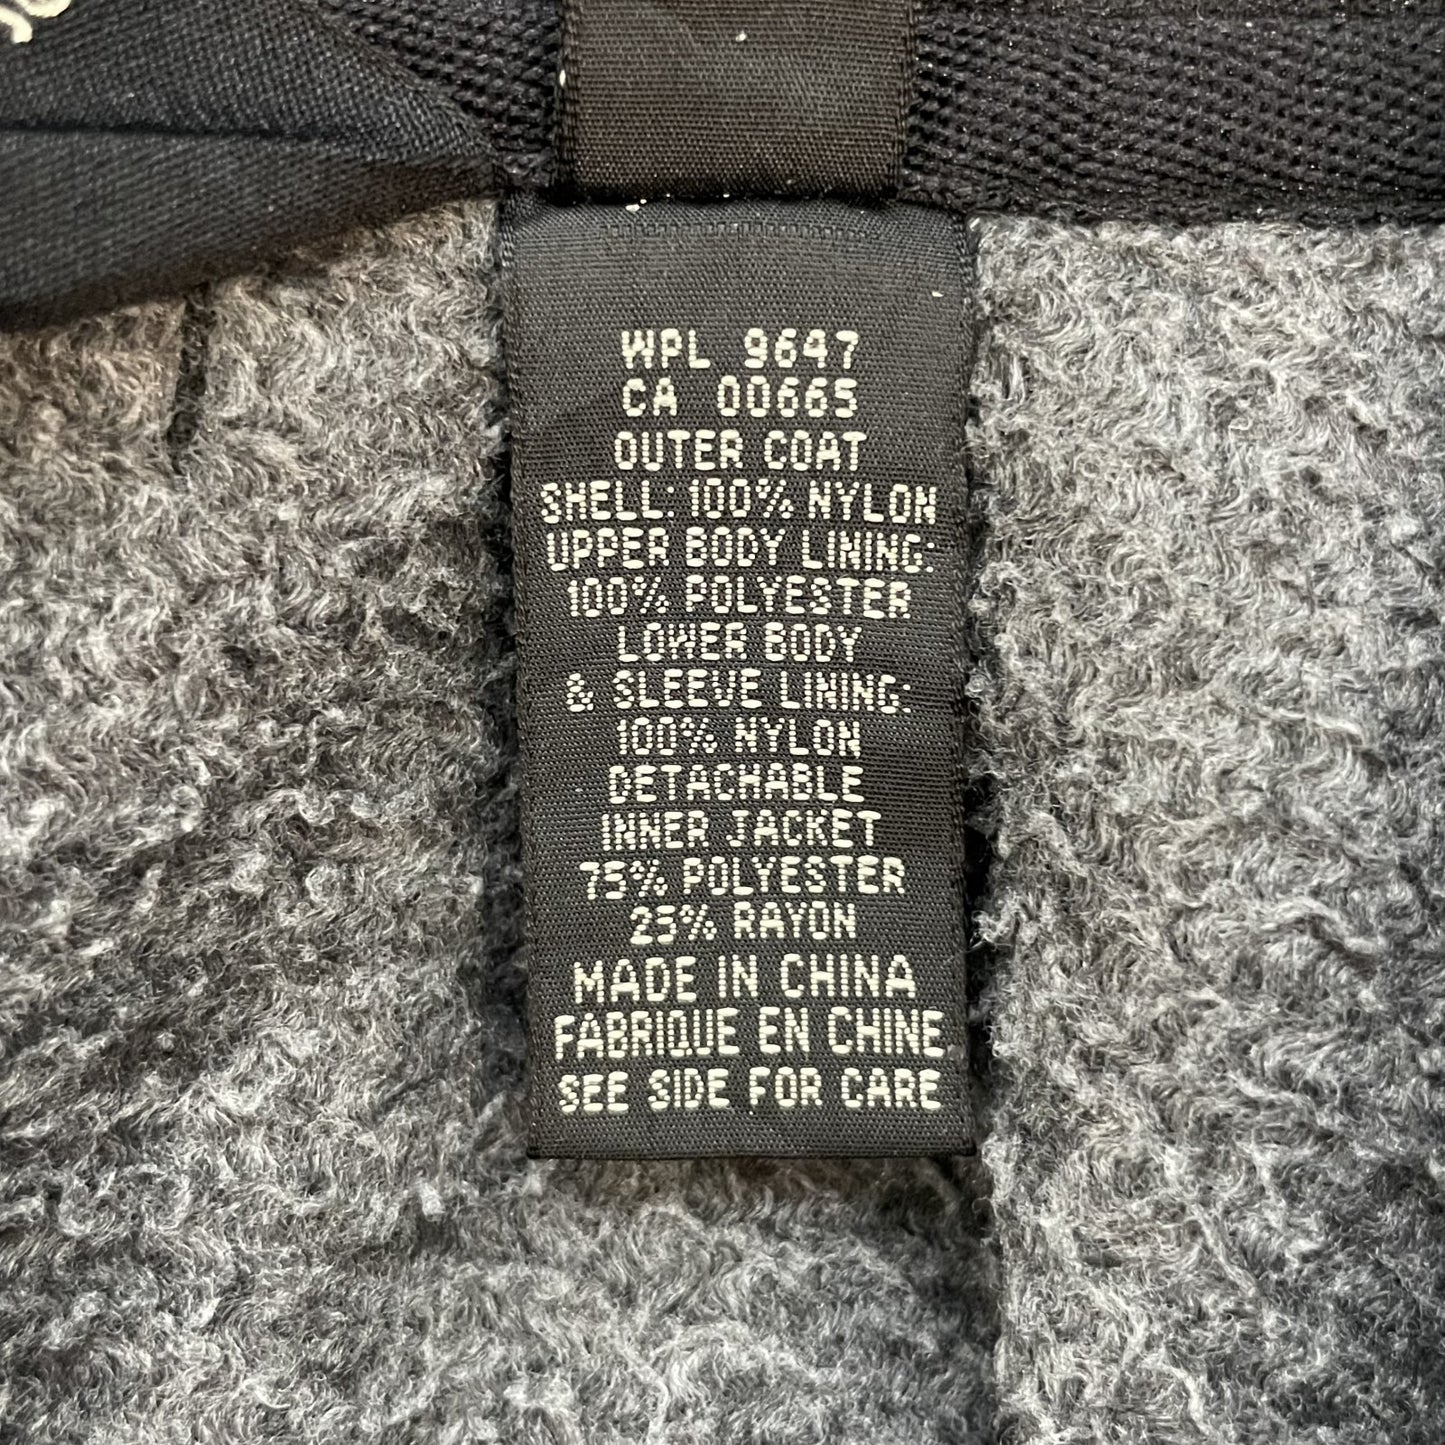 WPL 9647
CA 00665
OUTER COAT
SHELL: 100% NYLON
UPPER BODY LINING:
100% POLYESTER
LOWER BODY
& SLEEVE LINING:
100% NYLON
DETACHABLE
INNER JACKET
75% POLYESTER
25% RAYON
MADE IN CHINA
FABRIQUE EN CHINE
SEE SIDE FOR CARE